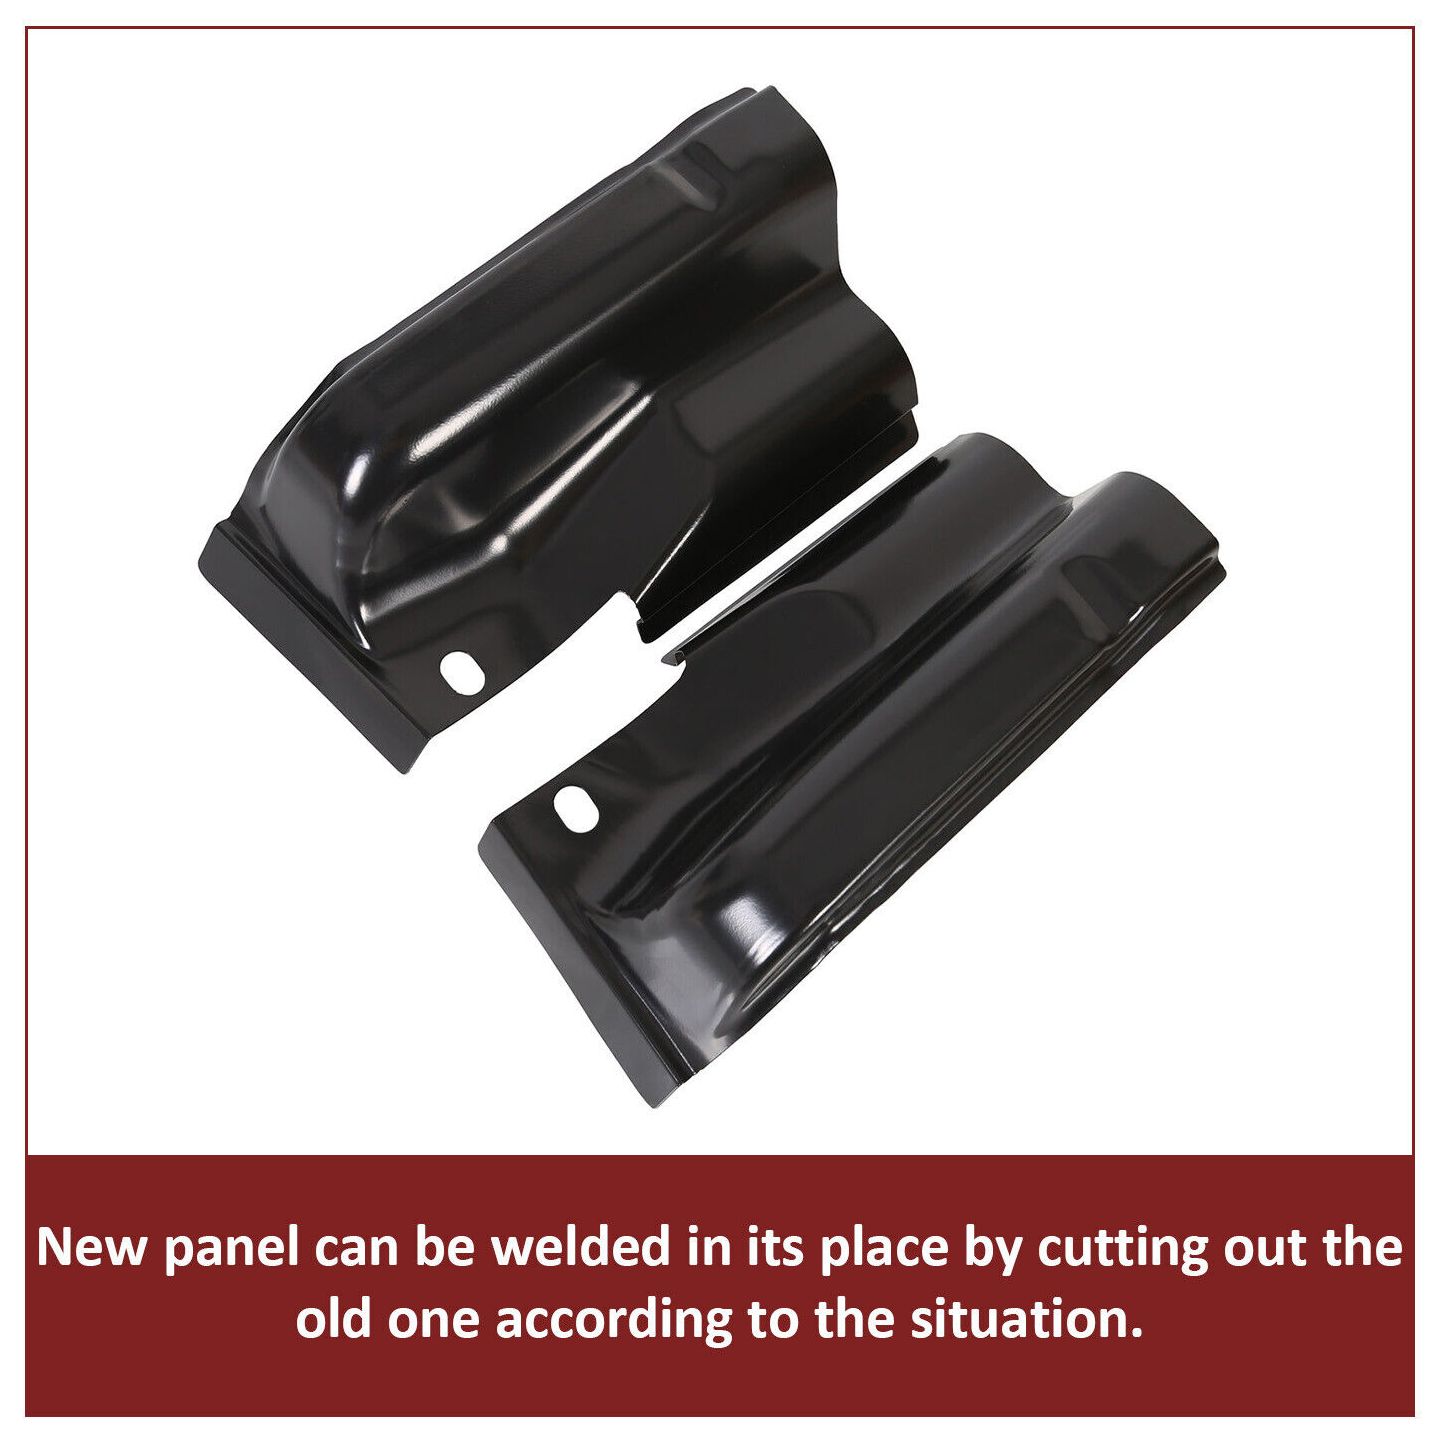 New panel can be welded in its place by cutting out the
old one according to the situation.